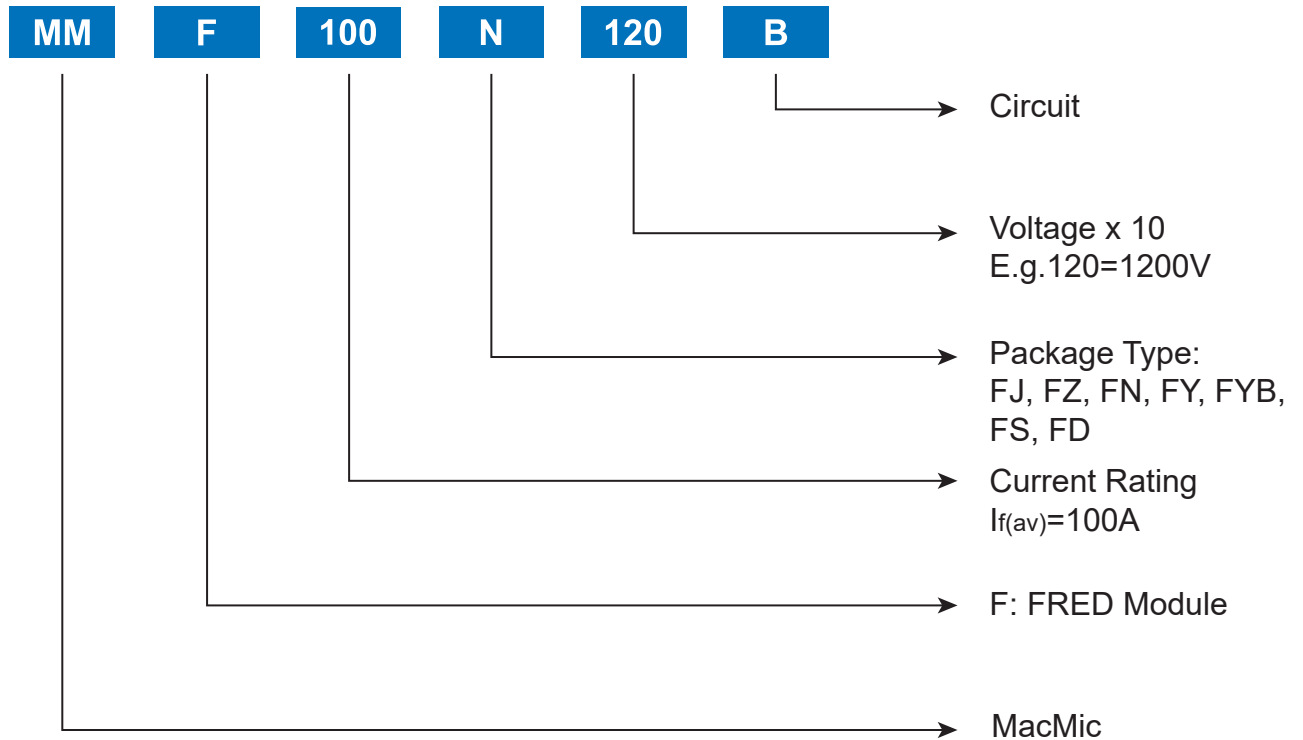 MM F 100 N 120 B
Circuit
Voltage x 10
E.g.120=1200V
Package Type:
FJ, FZ, FN, FY, FYB,
FS, FD
Current Rating
If(av)=100A
F: FRED Module
MacMic